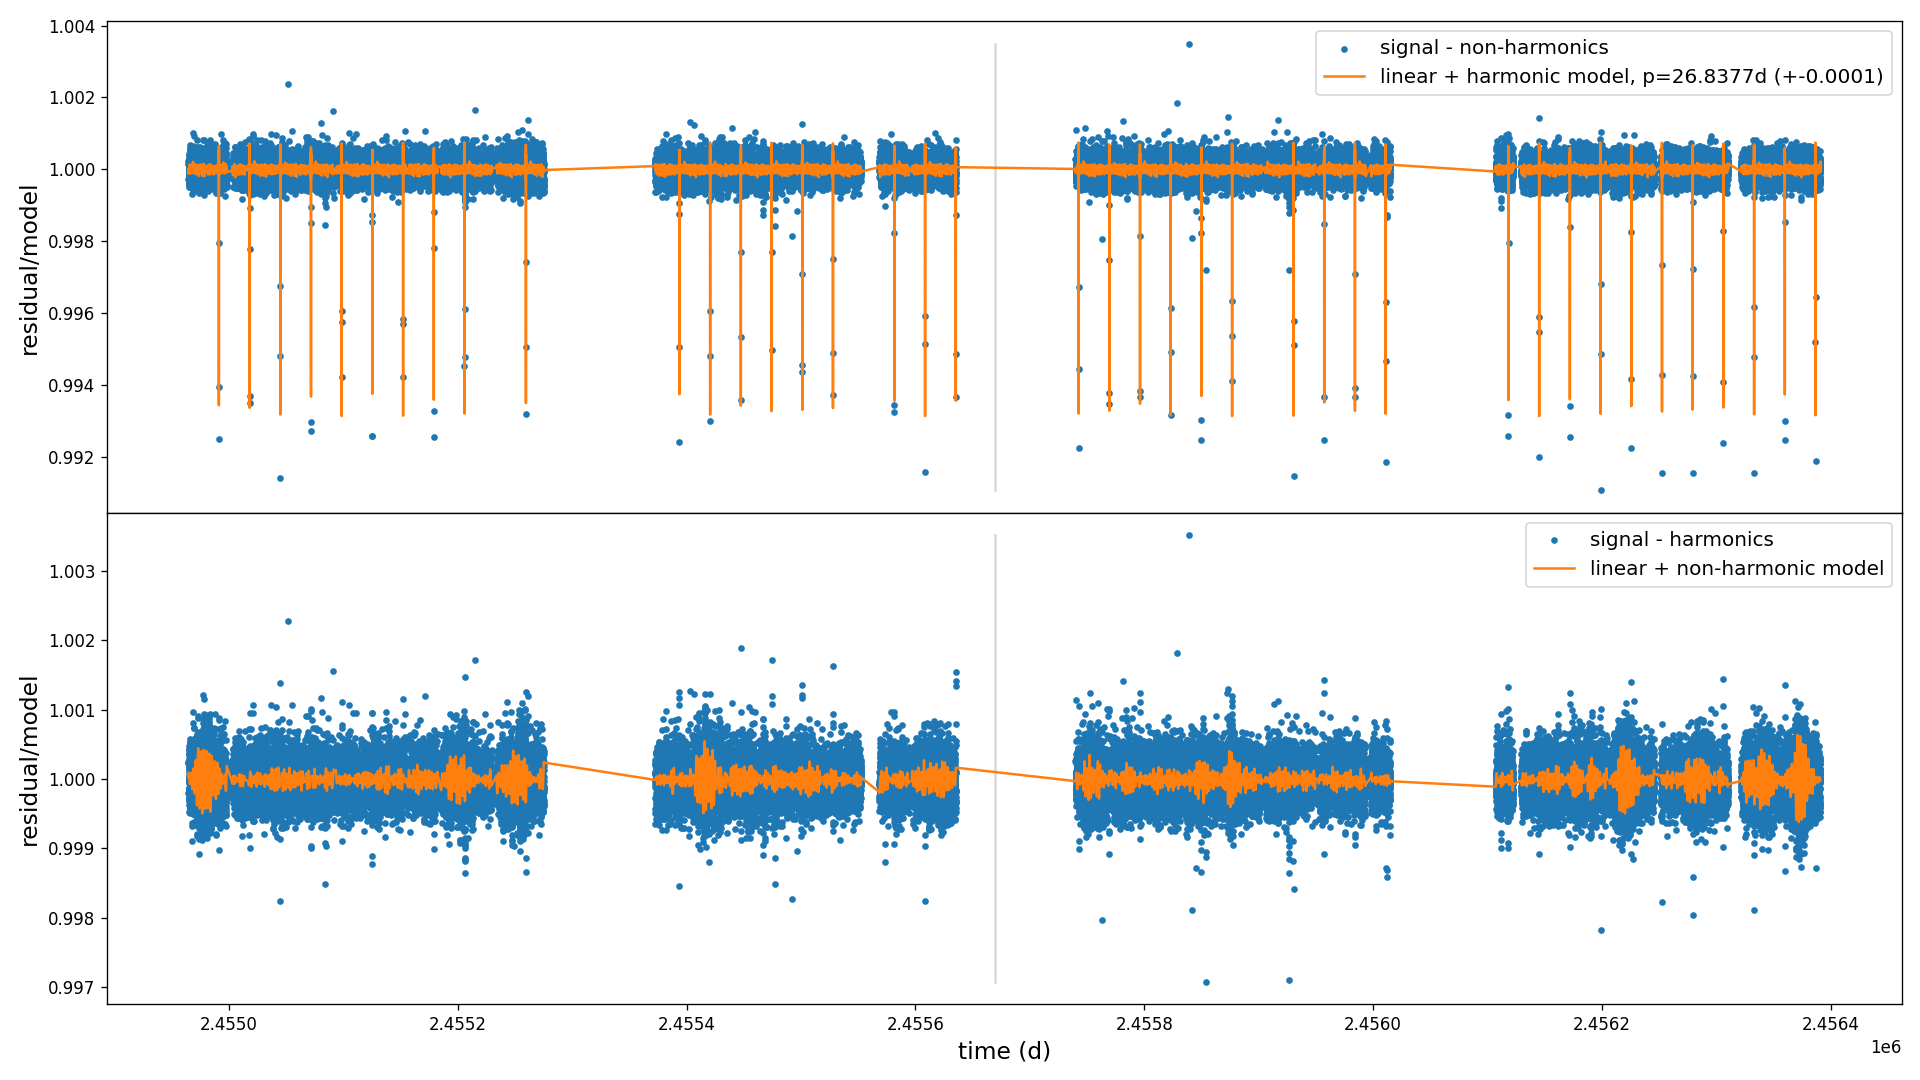 1.004
1.002
1.000
0.998
0.996
0.994
0.992
residual/model
signal - non-harmonics
linear + harmonic model, p=26.8377d (+-0.0001)
1.003
1.002
1.001
1.000
0.999
0.998
0.997
residual/model
signal - harmonics
linear + non-harmonic model
2.4550 2.4552 2.4554 2.4556 2.4558 2.4560 2.4562 2.4564
1e6
time (d)